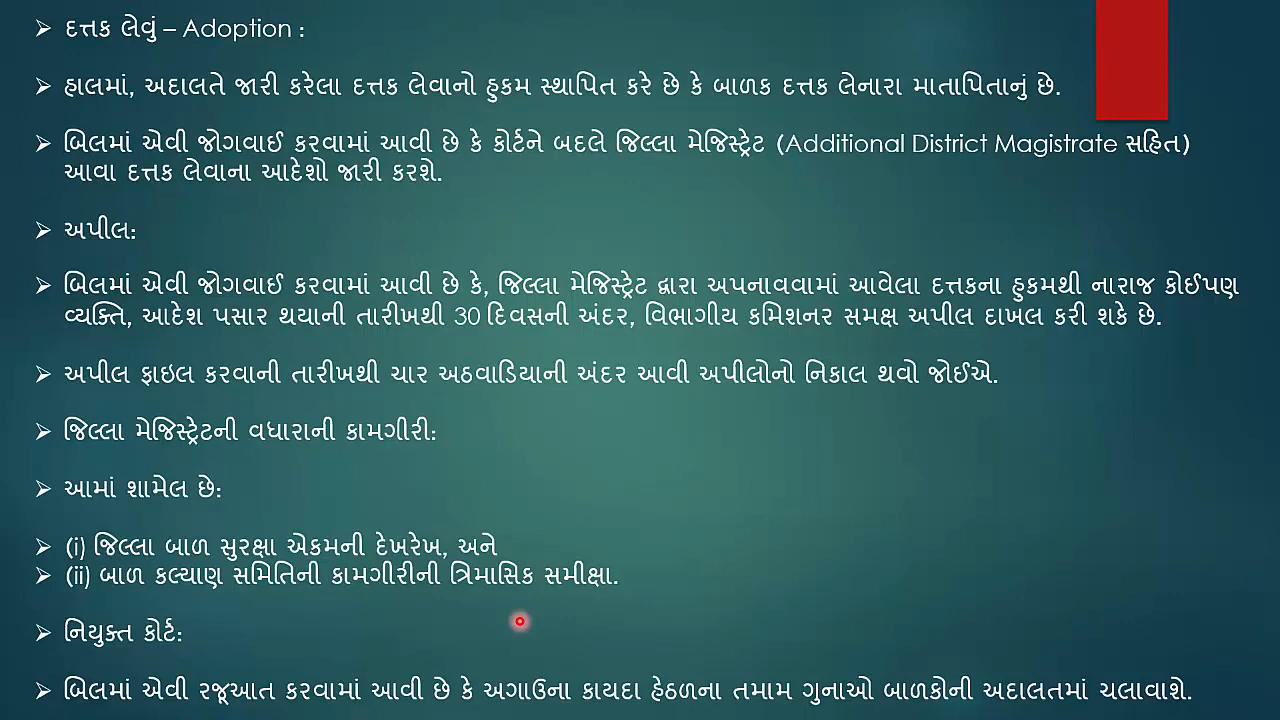 ➢ દત્તક લેવું – Adoption :
➢ હાલમાં, અદાલતે જારી કરેલા દત્તક લેવાનો હુકમ સ્થાપિત કરે છે કે બાળક દત્તક લેનારા માતાપિતાનું છે.
➢ બિલમાં એવી જોગવાઈ કરવામાં આવી છે કે કોર્ટને બદલે જિલ્લા મેજિસ્ટ્રેટ (Additional District Magistrate સહિત)
આવા દત્તક લેવાના આદેશો જારી કરશે.
➢ અપીલ:
➢ બિલમાં એવી જોગવાઈ કરવામાં આવી છે કે, જિલ્લા મેજિસ્ટ્રેટ દ્વારા અપનાવવામાં આવેલા દત્તકના હુકમથી નારાજ કોઈપણ
વ્યક્તિ, આદેશ પસાર થયાની તારીખથી 30 દિવસની અંદર, વિભાગીય કમિશનર સમક્ષ અપીલ દાખલ કરી શકે છે.
➢ અપીલ ફાઇલ કરવાની તારીખથી ચાર અઠવાડિયાની અંદર આવી અપીલોનો નિકાલ થવો જોઈએ.
➢ જિલ્લા મેજિસ્ટ્રેટની વધારાની કામગીરી:
➢ આમાં શામેલ છે:
➢ (i) જિલ્લા બાળ સુરક્ષા એકમની દેખરેખ, અને
➢ (ii) બાળ કલ્યાણ સમિતિની કામગીરીની ત્રિમાસિક સમીક્ષા.
➢ નિયુક્ત કોર્ટ:
➢ બિલમાં એવી રજૂઆત કરવામાં આવી છે કે અગાઉના કાયદા હેઠળના તમામ ગુનાઓ બાળકોની અદાલતમાં ચલાવાશે.